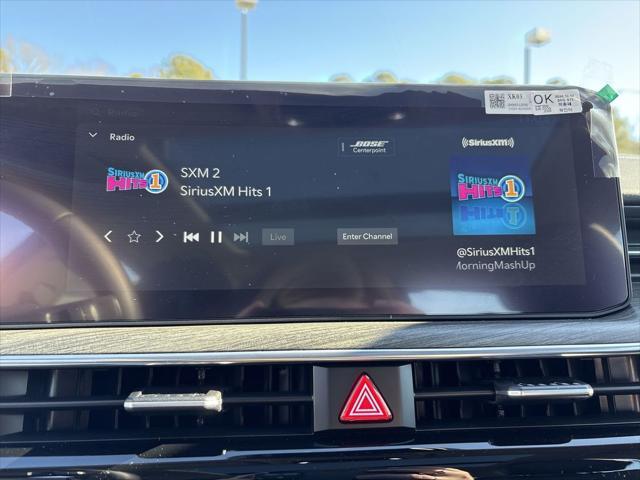 XK03
OK
Radio
BOSE
Centerpoint
((SiriusXM))
SIRIUSXM
Hits 1
SXM 2
SiriusXM Hits 1
SIRIUSXM
Hits 1
Live
Enter Channel
@SiriusXMHits1
MorningMashUp